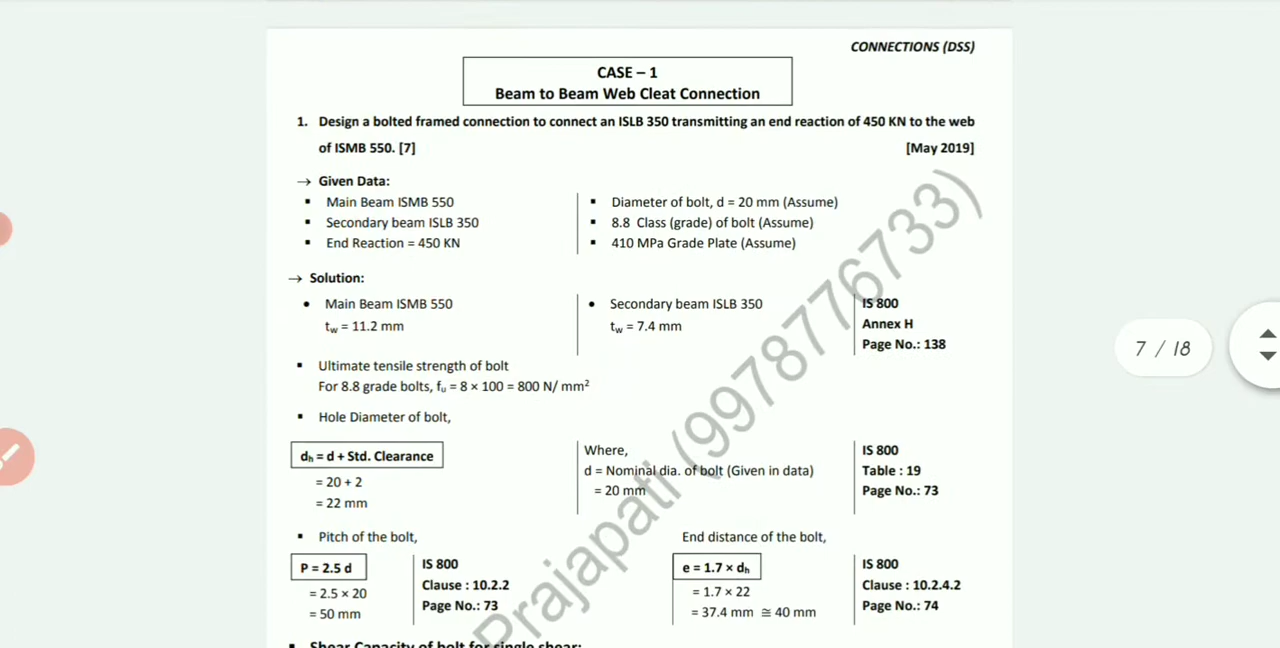 CONNECTIONS (DSS)
CASE – 1
Beam to Beam Web Cleat Connection
1. Design a bolted framed connection to connect an ISLB 350 transmitting an end reaction of 450 KN to the web
of ISMB 550. [7] [May 2019]
→ Given Data:
▪ Main Beam ISMB 550
▪ Secondary beam ISLB 350
▪ End Reaction = 450 KN
▪ Diameter of bolt, d = 20 mm (Assume)
▪ 8.8 Class (grade) of bolt (Assume)
▪ 410 MPa Grade Plate (Assume)
→ Solution:
• Main Beam ISMB 550
tw = 11.2 mm
• Secondary beam ISLB 350
tw = 7.4 mm
IS 800
Annex H
Page No.: 138
▪ Ultimate tensile strength of bolt
For 8.8 grade bolts, fu = 8 × 100 = 800 N/ mm²
▪ Hole Diameter of bolt,
dh = d + Std. Clearance
= 20 + 2
= 22 mm
Where,
d = Nominal dia. of bolt (Given in data)
= 20 mm
IS 800
Table : 19
Page No.: 73
▪ Pitch of the bolt,
P = 2.5 d
= 2.5 × 20
= 50 mm
IS 800
Clause : 10.2.2
Page No.: 73
End distance of the bolt,
e = 1.7 × dh
= 1.7 × 22
= 37.4 mm ≅ 40 mm
IS 800
Clause : 10.2.4.2
Page No.: 74
▪ Shear Capacity of bolt for single shear:
Prajapati (9978776733)
7 / 18